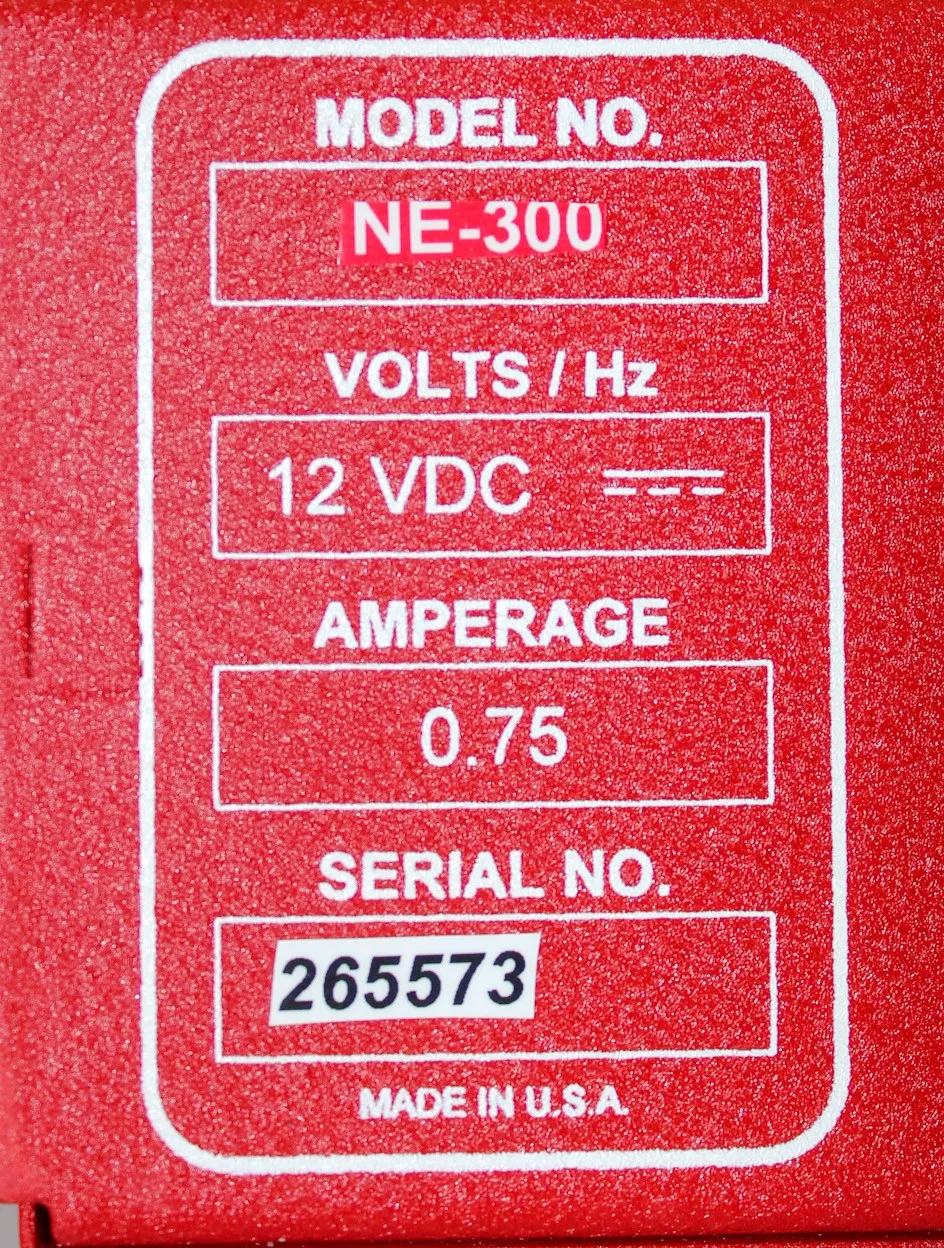 MODEL NO.
NE-300
VOLTS / Hz
12 VDC
AMPERAGE
0.75
SERIAL NO.
265573
MADE IN U.S.A.